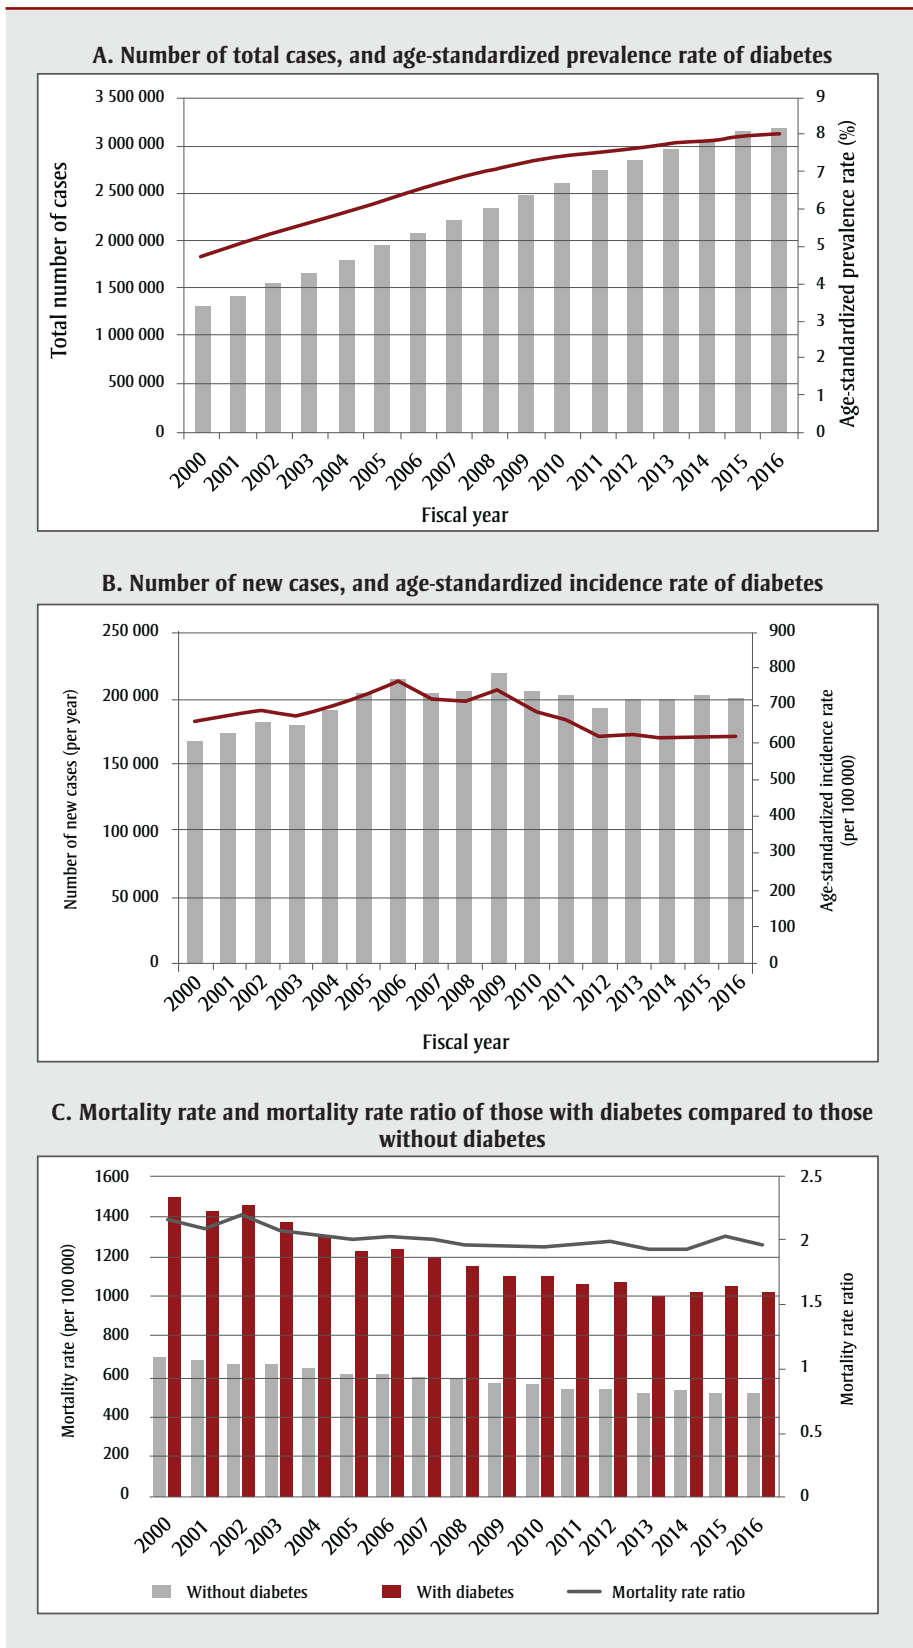 A. Number of total cases, and age-standardized prevalence rate of diabetes
Total number of cases
3 500 000
3 000 000
2 500 000
2 000 000
1 500 000
1 000 000
500 000
0
9
8
7
6
5
4
3
2
1
0
Age-standardized prevalence rate (%)
2000 2001 2002 2003 2004 2005 2006 2007 2008 2009 2010 2011 2012 2013 2014 2015 2016
Fiscal year
B. Number of new cases, and age-standardized incidence rate of diabetes
Number of new cases (per year)
250 000
200 000
150 000
100 000
50 000
0
900
800
700
600
500
400
300
200
100
0
Age-standardized incidence rate
(per 100 000)
2000 2001 2002 2003 2004 2005 2006 2007 2008 2009 2010 2011 2012 2013 2014 2015 2016
Fiscal year
C. Mortality rate and mortality rate ratio of those with diabetes compared to those
without diabetes
Mortality rate (per 100 000)
1600
1400
1200
1000
800
600
400
200
0
2.5
2
1.5
1
0.5
0
Mortality rate ratio
2000 2001 2002 2003 2004 2005 2006 2007 2008 2009 2010 2011 2012 2013 2014 2015 2016
Without diabetes With diabetes Mortality rate ratio